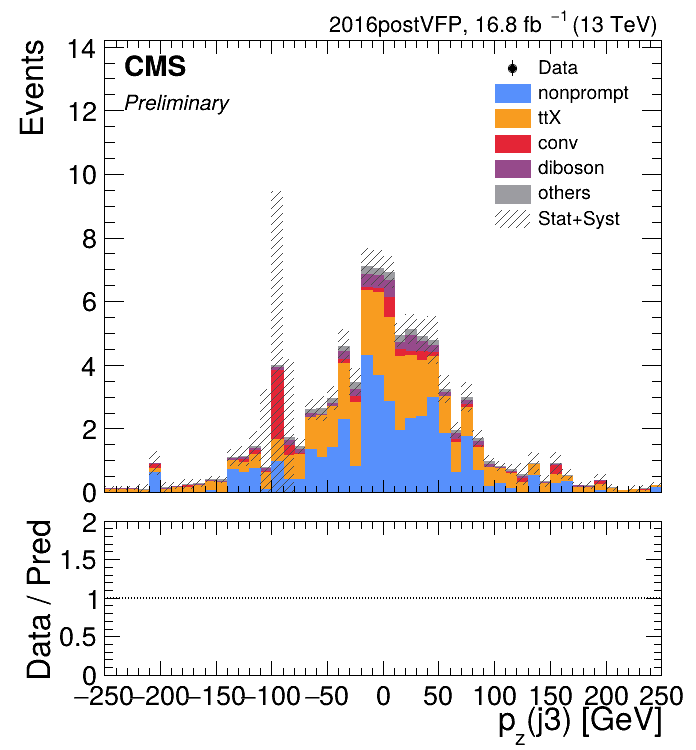 2016postVFP, 16.8 fb⁻¹ (13 TeV)
CMS
Preliminary
Data
nonprompt
ttX
conv
diboson
others
Stat+Syst
Events
14
12
10
8
6
4
2
0
Data / Pred
2
1.5
1
0.5
0
−250 −200 −150 −100 −50 0 50 100 150 200 250
p_z(j3) [GeV]